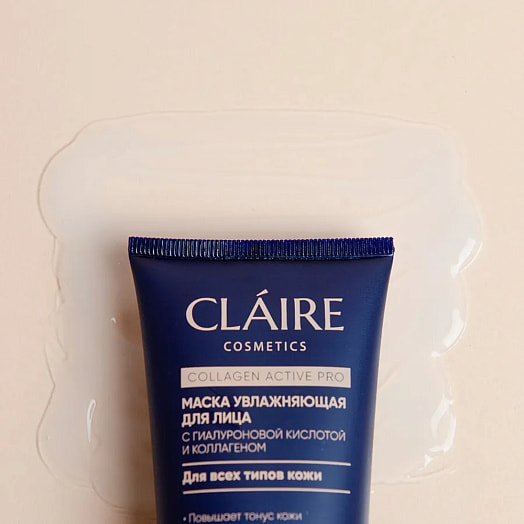 CLÁIRE
COSMETICS
COLLAGEN ACTIVE PRO
МАСКА УВЛАЖНЯЮЩАЯ
ДЛЯ ЛИЦА
С ГИАЛУРОНОВОЙ КИСЛОТОЙ
И КОЛЛАГЕНОМ
Для всех типов кожи
• Повышает тонус кожи